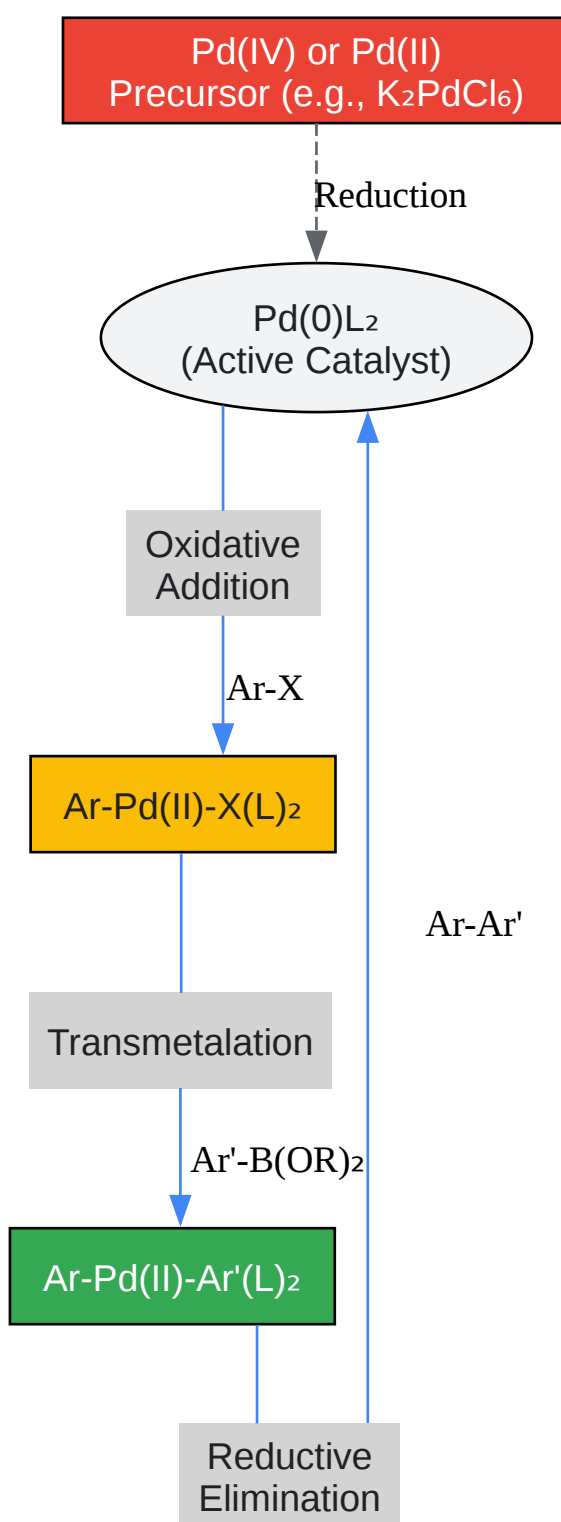 Pd(IV) or Pd(II)
Precursor (e.g., K₂PdCl₆)
Reduction
Pd(0)L₂
(Active Catalyst)
Oxidative
Addition
Ar-X
Ar-Pd(II)-X(L)₂
Ar-Ar'
Transmetalation
Ar'-B(OR)₂
Ar-Pd(II)-Ar'(L)₂
Reductive
Elimination